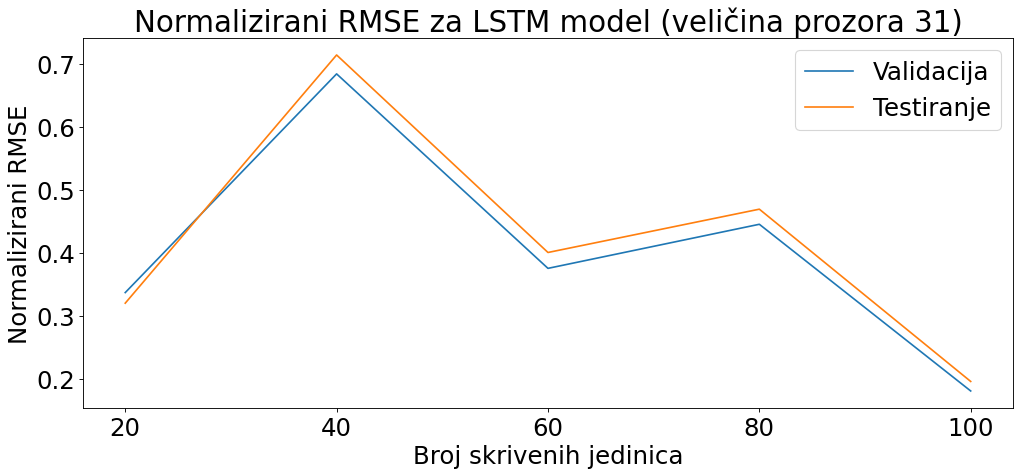 Normalizirani RMSE za LSTM model (veličina prozora 31)
Validacija
Testiranje
Normalizirani RMSE
0.7
0.6
0.5
0.4
0.3
0.2
20 40 60 80 100
Broj skrivenih jedinica